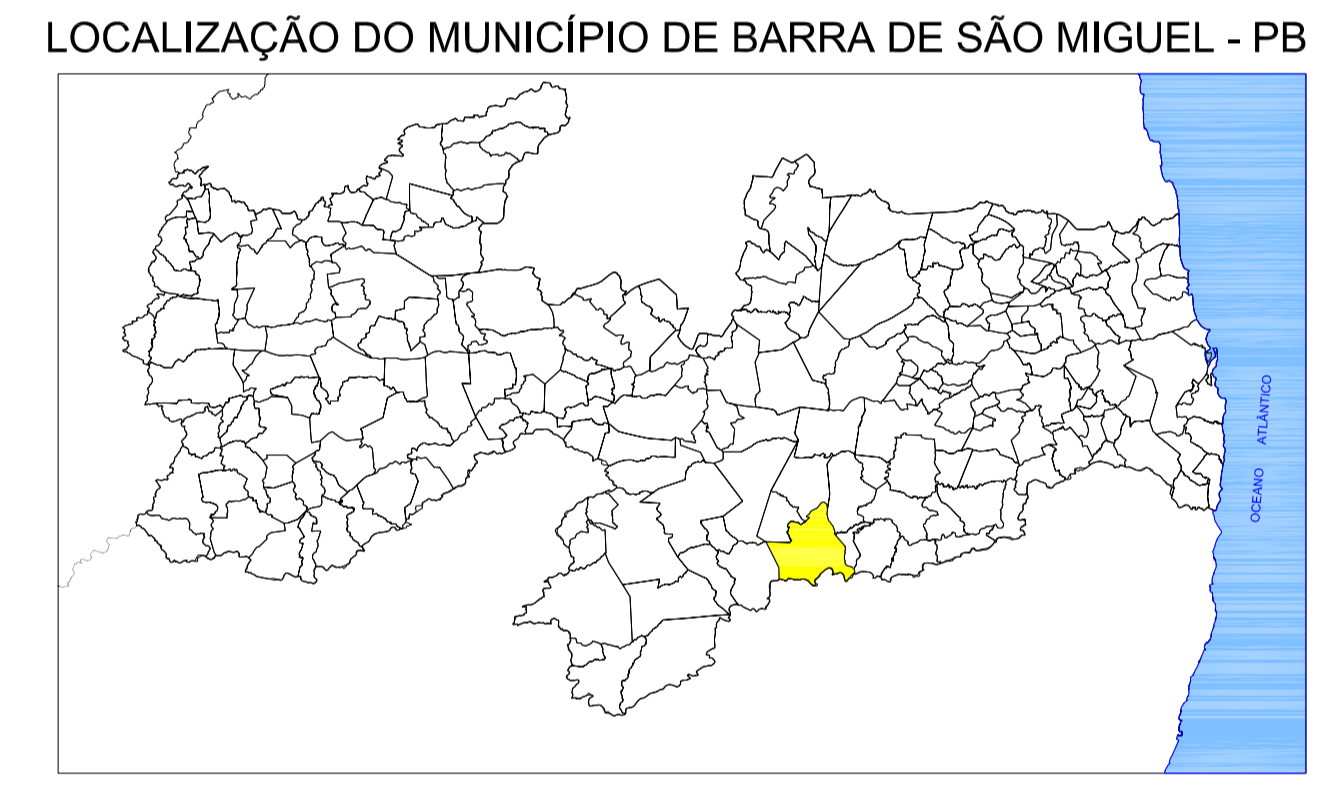 LOCALIZAÇÃO DO MUNICÍPIO DE BARRA DE SÃO MIGUEL - PB
OCEANO ATLÂNTICO